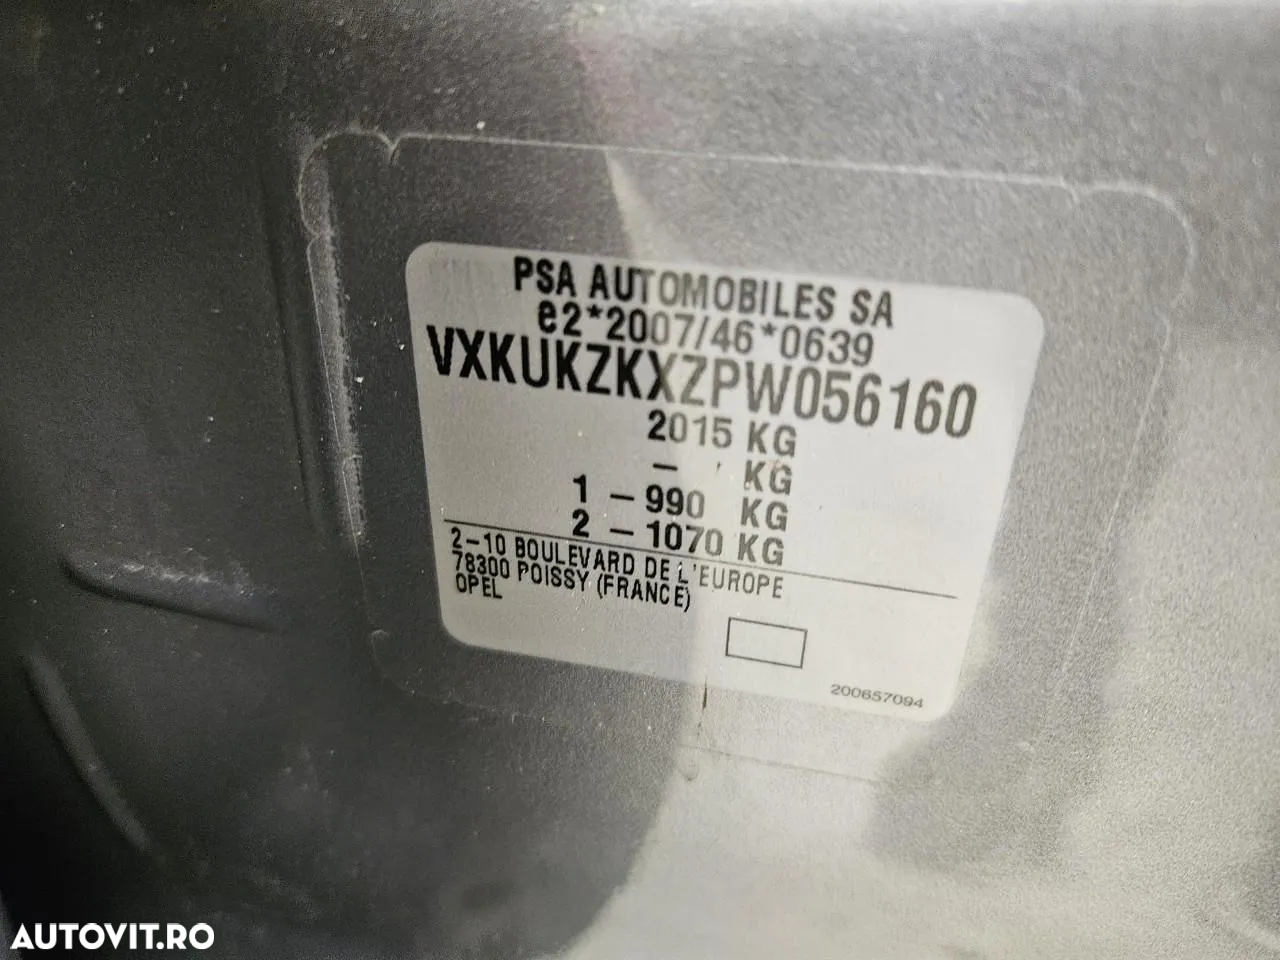 PSA AUTOMOBILES SA
e2*2007/46*0639
VXKUKZKXZPW056160
2015 KG
– KG
1 – 990 KG
2 – 1070 KG
2–10 BOULEVARD DE L'EUROPE
78300 POISSY (FRANCE)
OPEL
200657094
AUTOVIT.RO